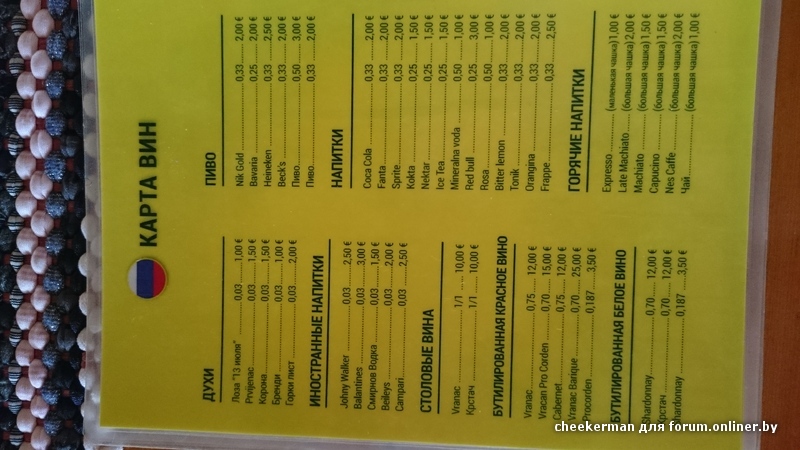 КАРТА ВИН
ДУХИ
Лоза "13 июля" 0,03 1,00 €
Prvijenac 0,03 1,50 €
Корона 0,03 1,50 €
Бренди 0,03 1,00 €
Горки лист 0,03 2,00 €
ИНОСТРАННЫЕ НАПИТКИ
Johny Walker 0,03 2,50 €
Balantines 0,03 3,00 €
Смирнов Водка 0,03 1,50 €
Beileys 0,03 2,00 €
Campari 0,03 2,50 €
СТОЛОВЫЕ ВИНА
Vranac 1/1 10,00 €
Крстач 1/1 10,00 €
БУТИЛИРОВАННАЯ КРАСНОЕ ВИНО
Vranac 0,75 12,00 €
Vracan Pro Corden 0,70 15,00 €
Cabernet 0,75 12,00 €
Vranac Barique 0,70 25,00 €
Procorden 0,187 3,50 €
БУТИЛИРОВАННАЯ БЕЛОЕ ВИНО
Chardonnay 0,70 12,00 €
Крстач 0,70 12,00 €
Chardonnay 0,187 3,50 €
ПИВО
Nik Gold 0,33 2,00 €
Bavaria 0,25 2,00 €
Heineken 0,33 2,50 €
Beck's 0,33 2,00 €
Пиво 0,50 3,00 €
Пиво 0,33 2,00 €
НАПИТКИ
Coca Cola 0,33 2,00 €
Fanta 0,33 2,00 €
Sprite 0,33 2,00 €
Kokta 0,25 1,50 €
Nektar 0,25 1,50 €
Ice Tea 0,25 1,50 €
Mineralna voda 0,50 1,00 €
Red bull 0,25 3,00 €
Rosa 0,50 1,00 €
Bitter lemon 0,33 2,00 €
Tonik 0,33 2,00 €
Orangina 0,33 2,00 €
Frappe 0,33 2,50 €
ГОРЯЧИЕ НАПИТКИ
Expresso (маленькая чашка) 1,00 €
Late Machiato (большая чашка) 2,00 €
Machiato (большая чашка) 1,50 €
Capucino (большая чашка) 1,50 €
Nes Caffe (большая чашка) 2,00 €
Чай (большая чашка) 1,00 €
cheekerman для forum.onliner.by